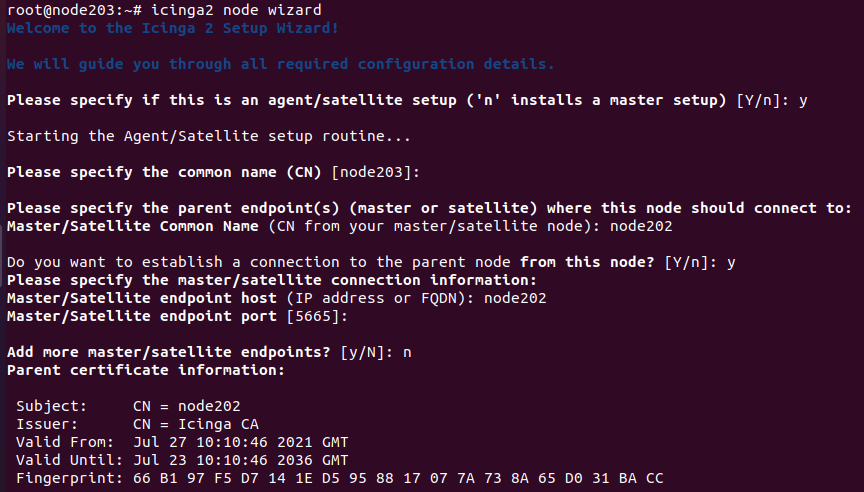 root@node203:~# icinga2 node wizard
Welcome to the Icinga 2 Setup Wizard!
We will guide you through all required configuration details.
Please specify if this is an agent/satellite setup ('n' installs a master setup) [Y/n]: y
Starting the Agent/Satellite setup routine...
Please specify the common name (CN) [node203]:
Please specify the parent endpoint(s) (master or satellite) where this node should connect to:
Master/Satellite Common Name (CN from your master/satellite node): node202
Do you want to establish a connection to the parent node from this node? [Y/n]: y
Please specify the master/satellite connection information:
Master/Satellite endpoint host (IP address or FQDN): node202
Master/Satellite endpoint port [5665]:
Add more master/satellite endpoints? [y/N]: n
Parent certificate information:
Subject:     CN = node202
Issuer:      CN = Icinga CA
Valid From:  Jul 27 10:10:46 2021 GMT
Valid Until: Jul 23 10:10:46 2036 GMT
Fingerprint: 66 B1 97 F5 D7 14 1E D5 95 88 17 07 7A 73 8A 65 D0 31 BA CC